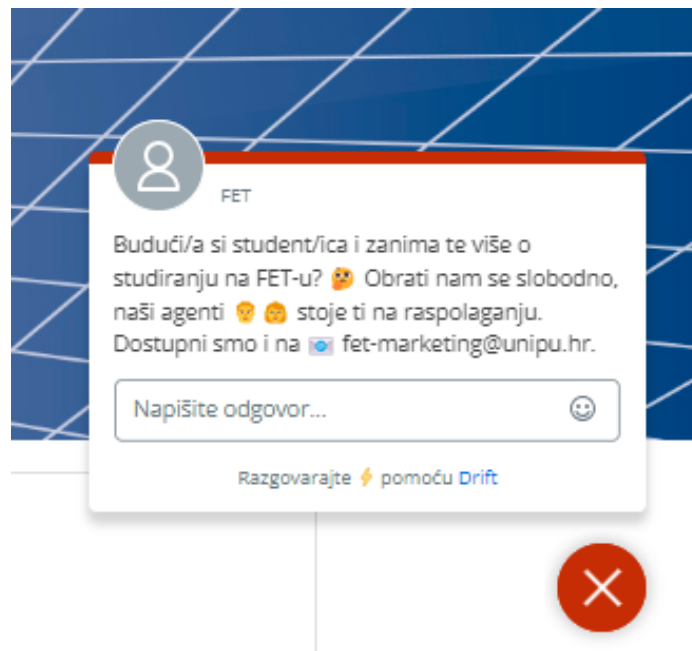 FET
Budući/a si student/ica i zanima te više o
studiranju na FET-u? 🤔 Obrati nam se slobodno,
naši agenti 👨 👩 stoje ti na raspolaganju.
Dostupni smo i na 📧 fet-marketing@unipu.hr.
Napišite odgovor...
Razgovarajte ⚡ pomoću Drift